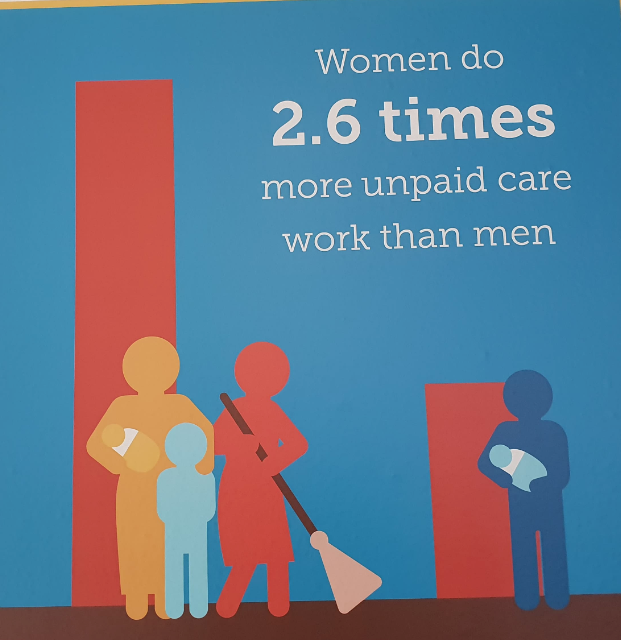 Women do
2.6 times
more unpaid care
work than men